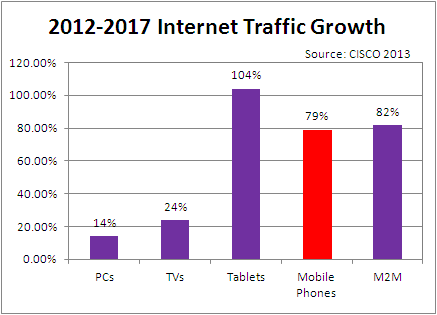 2012-2017 Internet Traffic Growth
Source: CISCO 2013
120.00%
100.00%
80.00%
60.00%
40.00%
20.00%
0.00%
14%
24%
104%
79%
82%
PCs
TVs
Tablets
Mobile
Phones
M2M